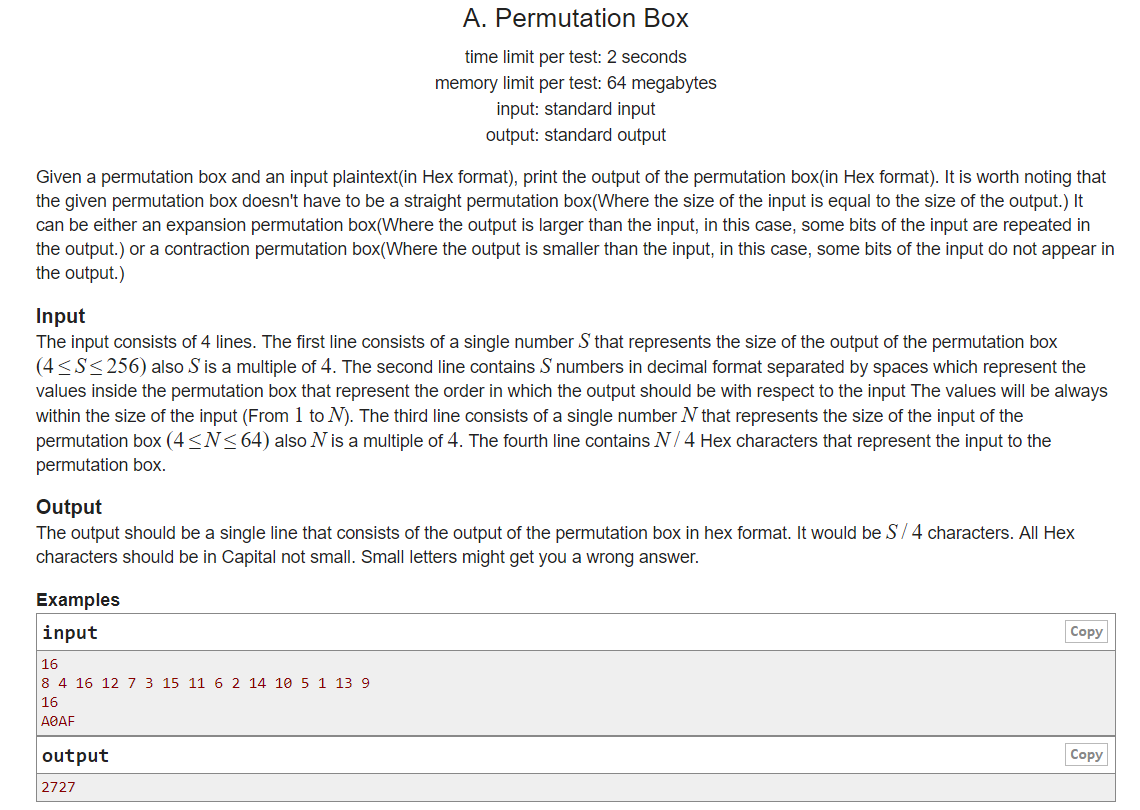 A. Permutation Box
time limit per test: 2 seconds
memory limit per test: 64 megabytes
input: standard input
output: standard output
Given a permutation box and an input plaintext(in Hex format), print the output of the permutation box(in Hex format). It is worth noting that
the given permutation box doesn't have to be a straight permutation box(Where the size of the input is equal to the size of the output.) It
can be either an expansion permutation box(Where the output is larger than the input, in this case, some bits of the input are repeated in
the output.) or a contraction permutation box(Where the output is smaller than the input, in this case, some bits of the input do not appear in
the output.)
Input
The input consists of 4 lines. The first line consists of a single number S that represents the size of the output of the permutation box
(4 ≤ S ≤ 256) also S is a multiple of 4. The second line contains S numbers in decimal format separated by spaces which represent the
values inside the permutation box that represent the order in which the output should be with respect to the input The values will be always
within the size of the input (From 1 to N). The third line consists of a single number N that represents the size of the input of the
permutation box (4 ≤ N ≤ 64) also N is a multiple of 4. The fourth line contains N / 4 Hex characters that represent the input to the
permutation box.
Output
The output should be a single line that consists of the output of the permutation box in hex format. It would be S / 4 characters. All Hex
characters should be in Capital not small. Small letters might get you a wrong answer.
Examples
input Copy
16
8 4 16 12 7 3 15 11 6 2 14 10 5 1 13 9
16
A0AF
output Copy
2727